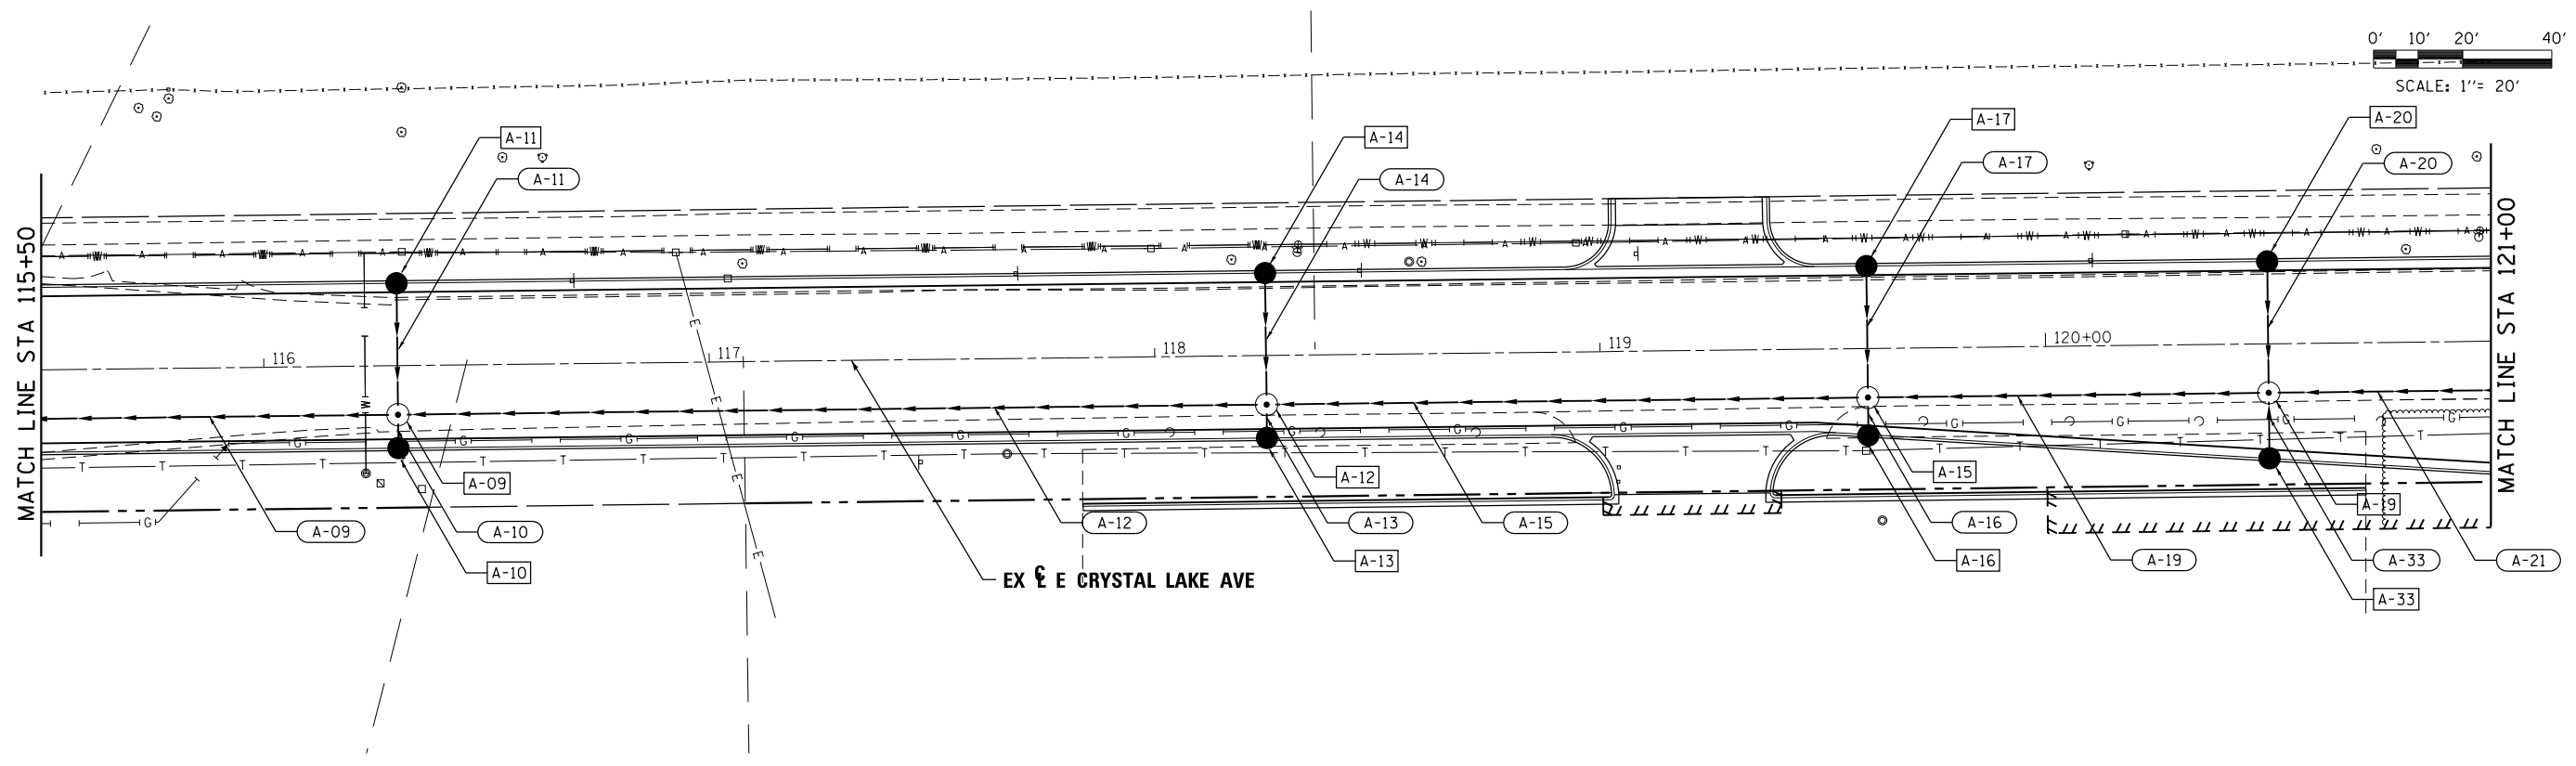 0' 10' 20' 40'
SCALE: 1''= 20'
A-11
A-14
A-17
A-20
A-11
A-14
A-17
A-20
MATCH LINE STA 115+50
MATCH LINE STA 121+00
A W A W A W A W A W A W A W A W A W A W A W A W A W A W A W A W A W A
E
116
117
118
119
120+00
W
E
G G G G G G G G G G G G G G
T T T T T T T T T T T T T T T T T T T T T T T T T T T T T T
A-09
A-12
A-15
A-19
G
E
A-09
A-10
A-12
A-13
A-15
A-16
A-10
A-13
A-16
A-19
A-33
A-21
EX ℄ E CRYSTAL LAKE AVE
A-33